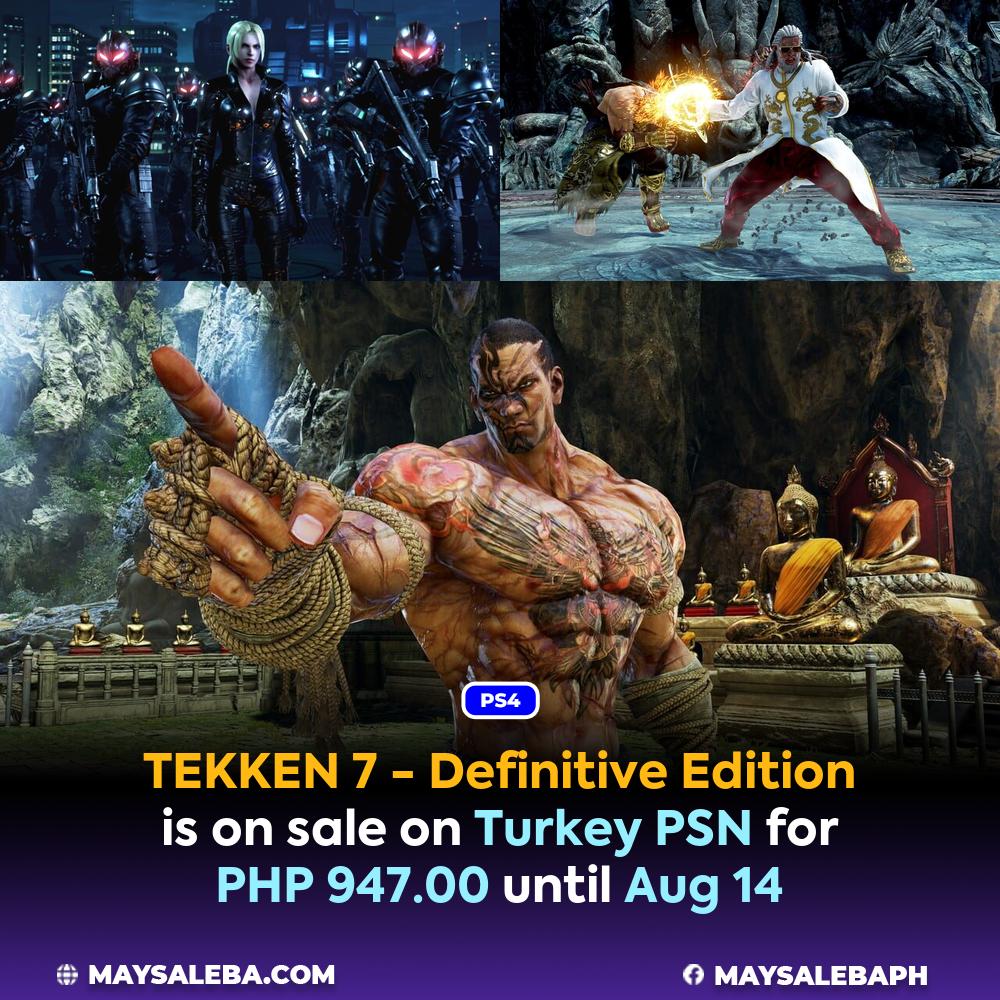 PS4
TEKKEN 7 - Definitive Edition
is on sale on Turkey PSN for
PHP 947.00 until Aug 14
MAYSALEBA.COM
MAYSALEBAPH